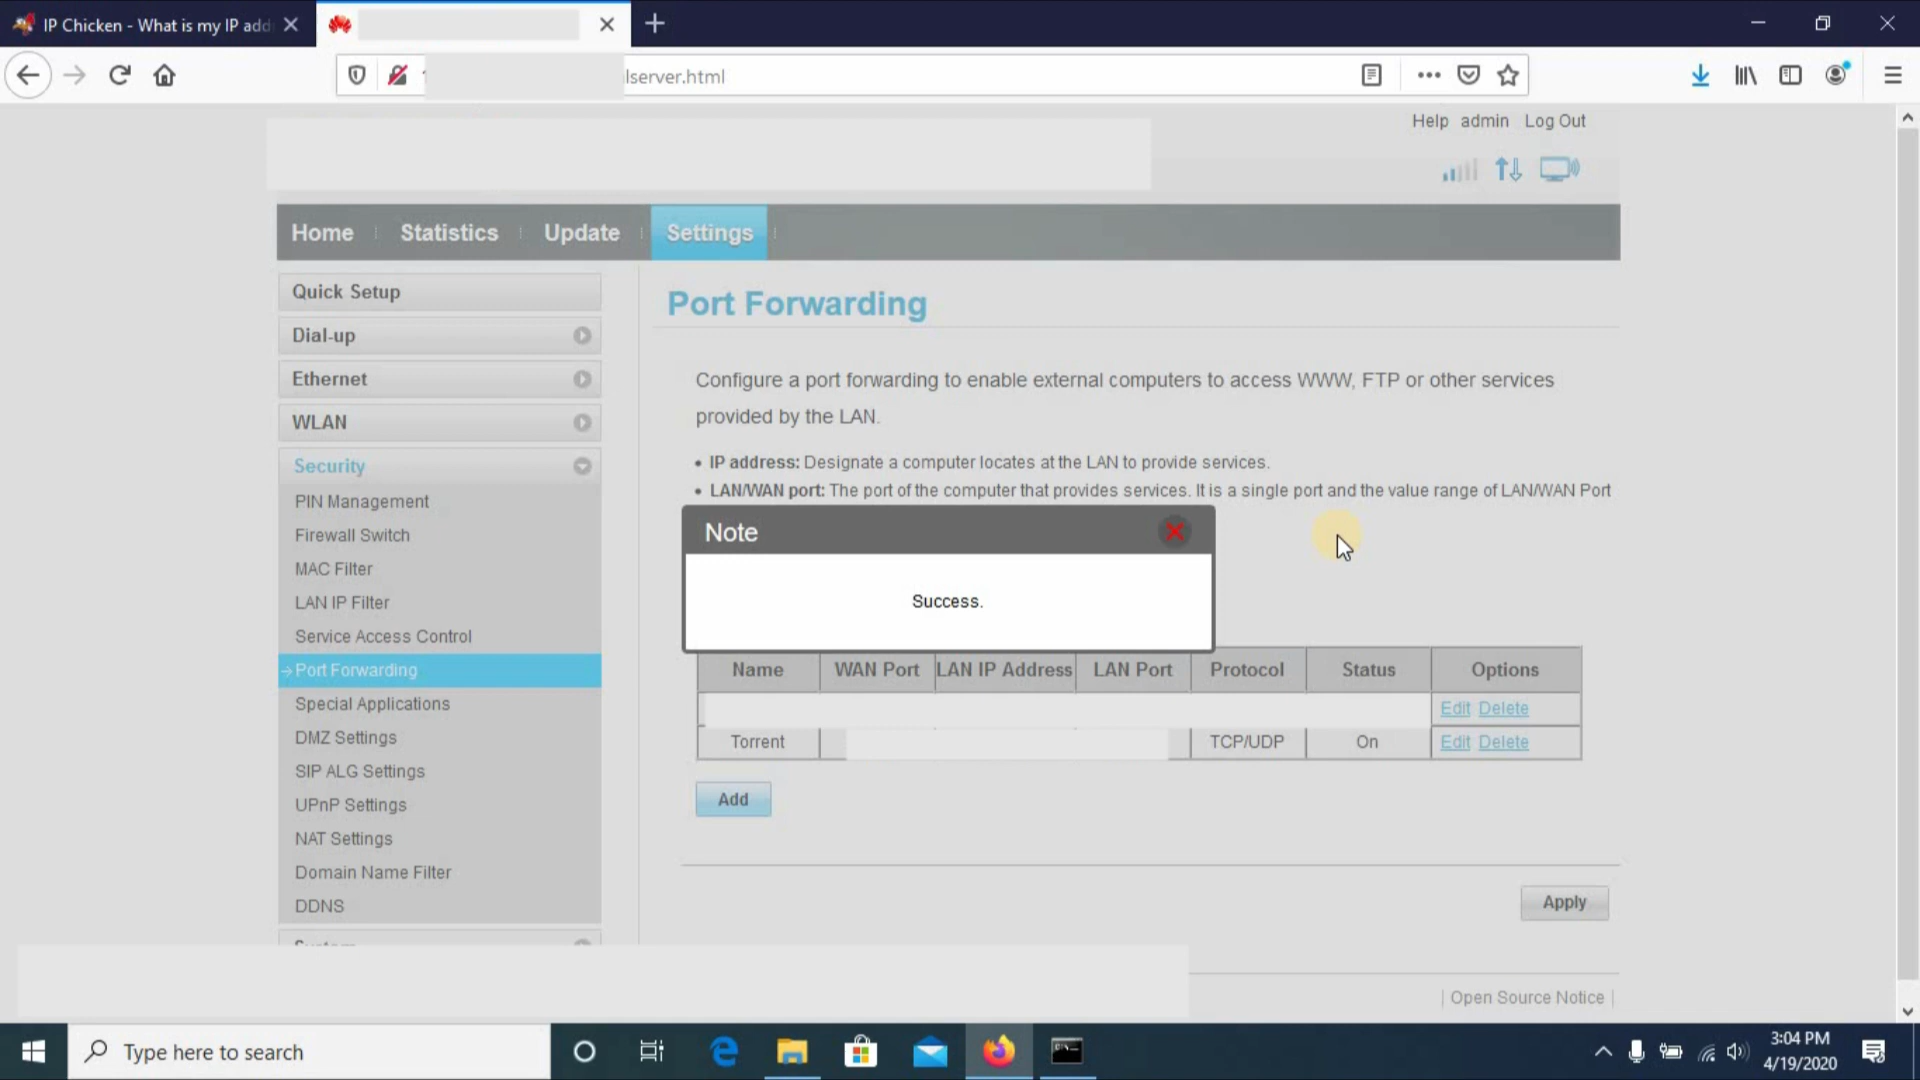 IP Chicken - What is my IP add
lserver.html
Help admin Log Out
Home Statistics Update Settings
Quick Setup
Dial-up
Ethernet
WLAN
Security
PIN Management
Firewall Switch
MAC Filter
LAN IP Filter
Service Access Control
Port Forwarding
Special Applications
DMZ Settings
SIP ALG Settings
UPnP Settings
NAT Settings
Domain Name Filter
DDNS
Port Forwarding
Configure a port forwarding to enable external computers to access WWW, FTP or other services
provided by the LAN.
• IP address: Designate a computer locates at the LAN to provide services.
• LAN/WAN port: The port of the computer that provides services. It is a single port and the value range of LAN/WAN Port
Note
Success.
Name WAN Port LAN IP Address LAN Port Protocol Status Options
Edit Delete
Torrent TCP/UDP On Edit Delete
Add
Apply
| Open Source Notice |
Type here to search
3:04 PM
4/19/2020